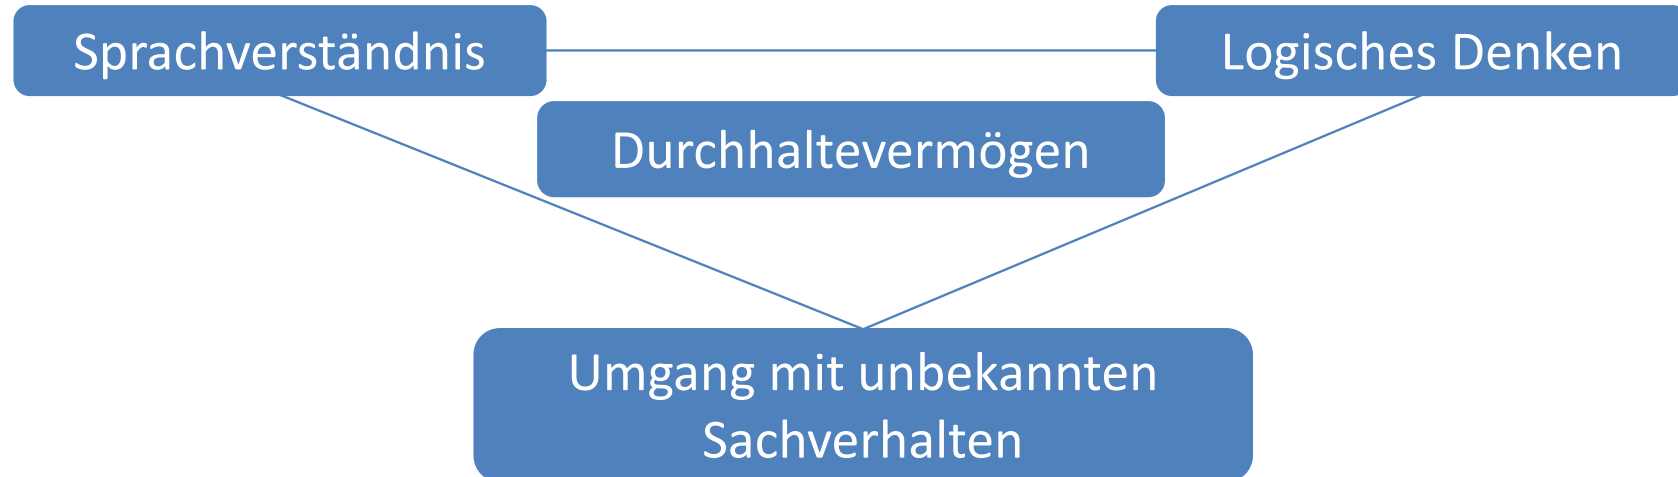 Sprachverständnis
Logisches Denken
Durchhaltevermögen
Umgang mit unbekannten
Sachverhalten